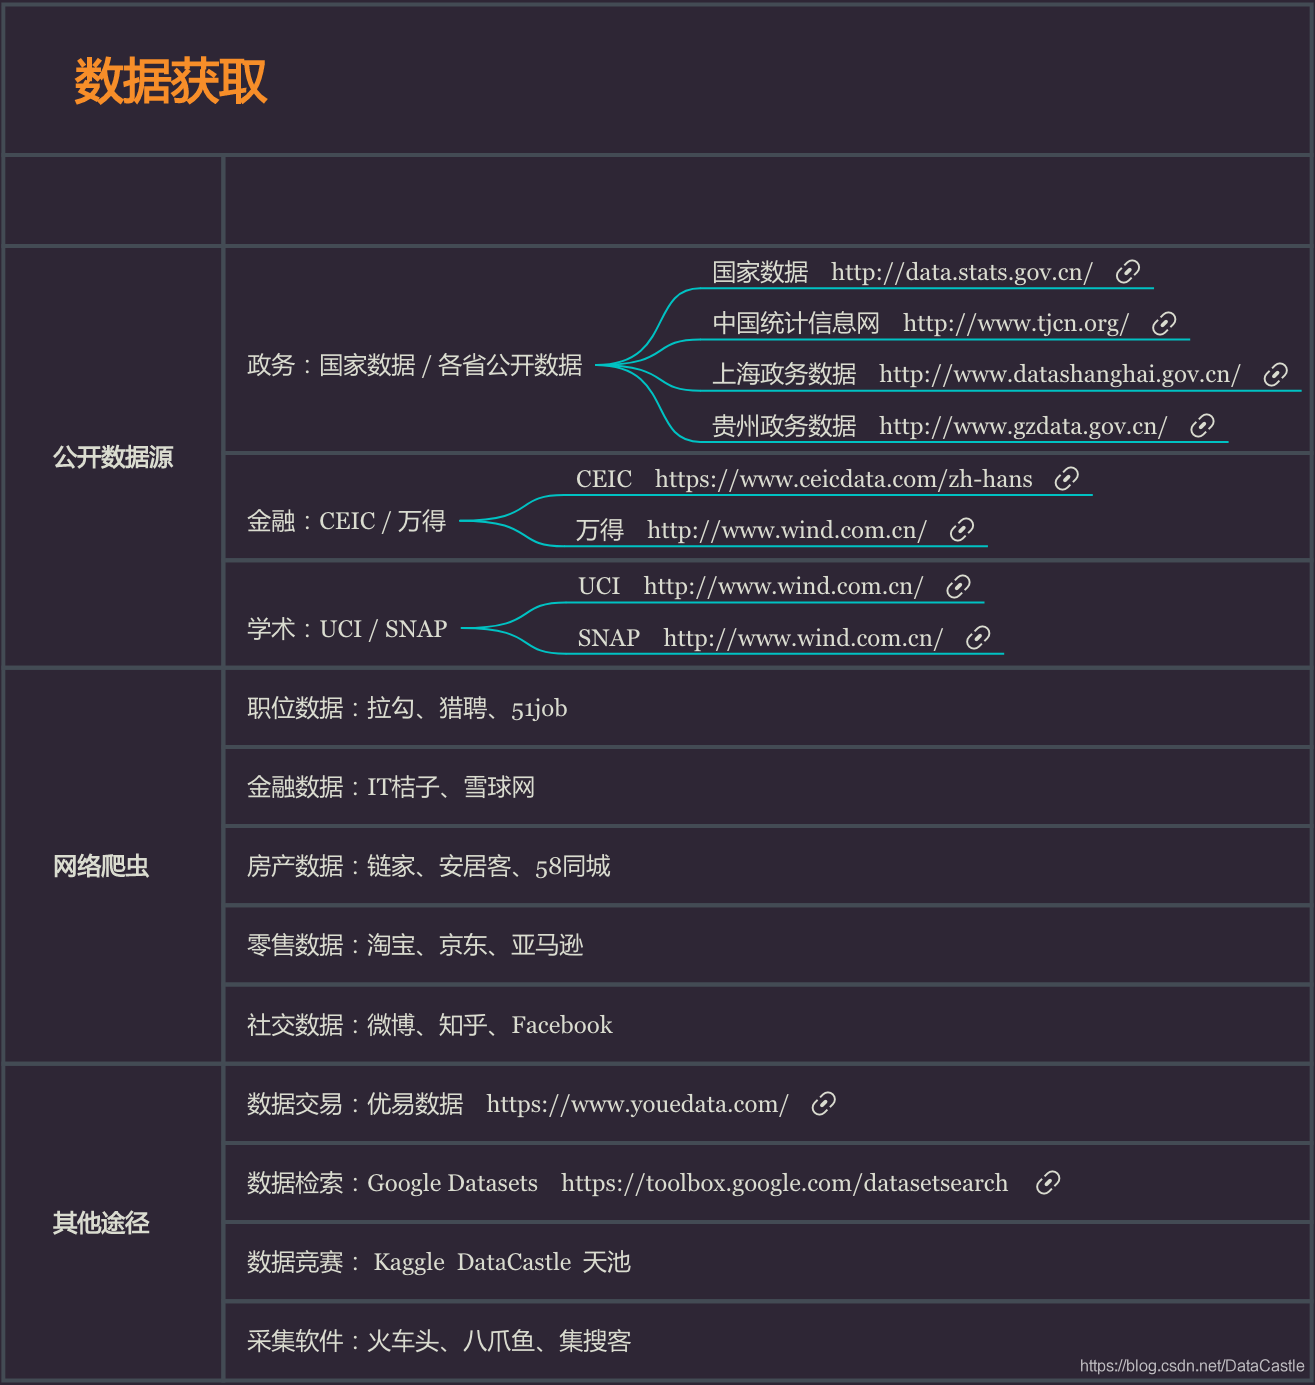 数据获取
国家数据 http://data.stats.gov.cn/
中国统计信息网 http://www.tjcn.org/
政务：国家数据 / 各省公开数据
上海政务数据 http://www.datashanghai.gov.cn/
贵州政务数据 http://www.gzdata.gov.cn/
公开数据源
CEIC https://www.ceicdata.com/zh-hans
金融：CEIC / 万得
万得 http://www.wind.com.cn/
UCI http://www.wind.com.cn/
学术：UCI / SNAP
SNAP http://www.wind.com.cn/
职位数据：拉勾、猎聘、51job
金融数据：IT桔子、雪球网
网络爬虫
房产数据：链家、安居客、58同城
零售数据：淘宝、京东、亚马逊
社交数据：微博、知乎、Facebook
数据交易：优易数据 https://www.youedata.com/
数据检索：Google Datasets https://toolbox.google.com/datasetsearch
其他途径
数据竞赛： Kaggle DataCastle 天池
采集软件：火车头、八爪鱼、集搜客
https://blog.csdn.net/DataCastle